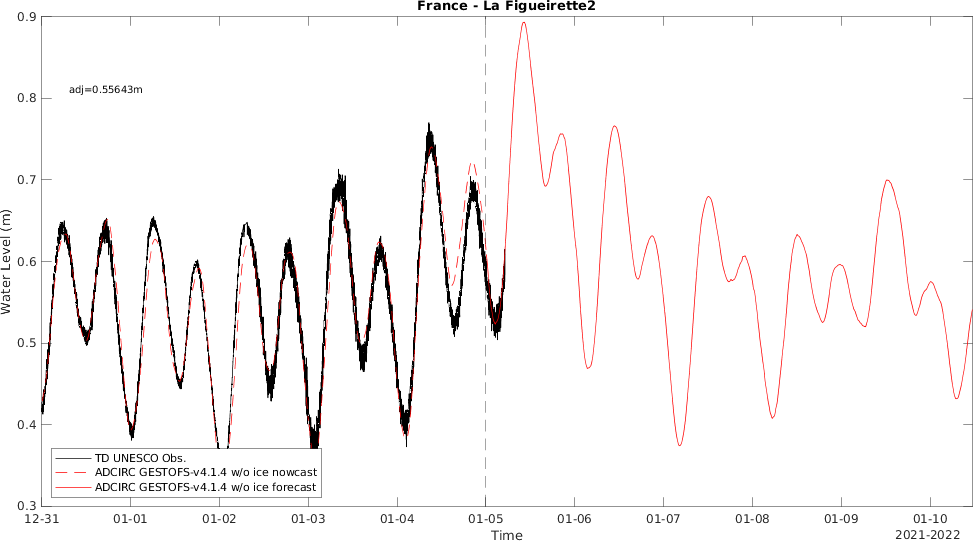 France - La Figueirette2
0.9
0.8
0.7
0.6
0.5
0.4
0.3
Water Level (m)
adj=0.55643m
TD UNESCO Obs.
ADCIRC GESTOFS-v4.1.4 w/o ice nowcast
ADCIRC GESTOFS-v4.1.4 w/o ice forecast
12-31
01-01
01-02
01-03
01-04
01-05
01-06
01-07
01-08
01-09
01-10
Time
2021-2022